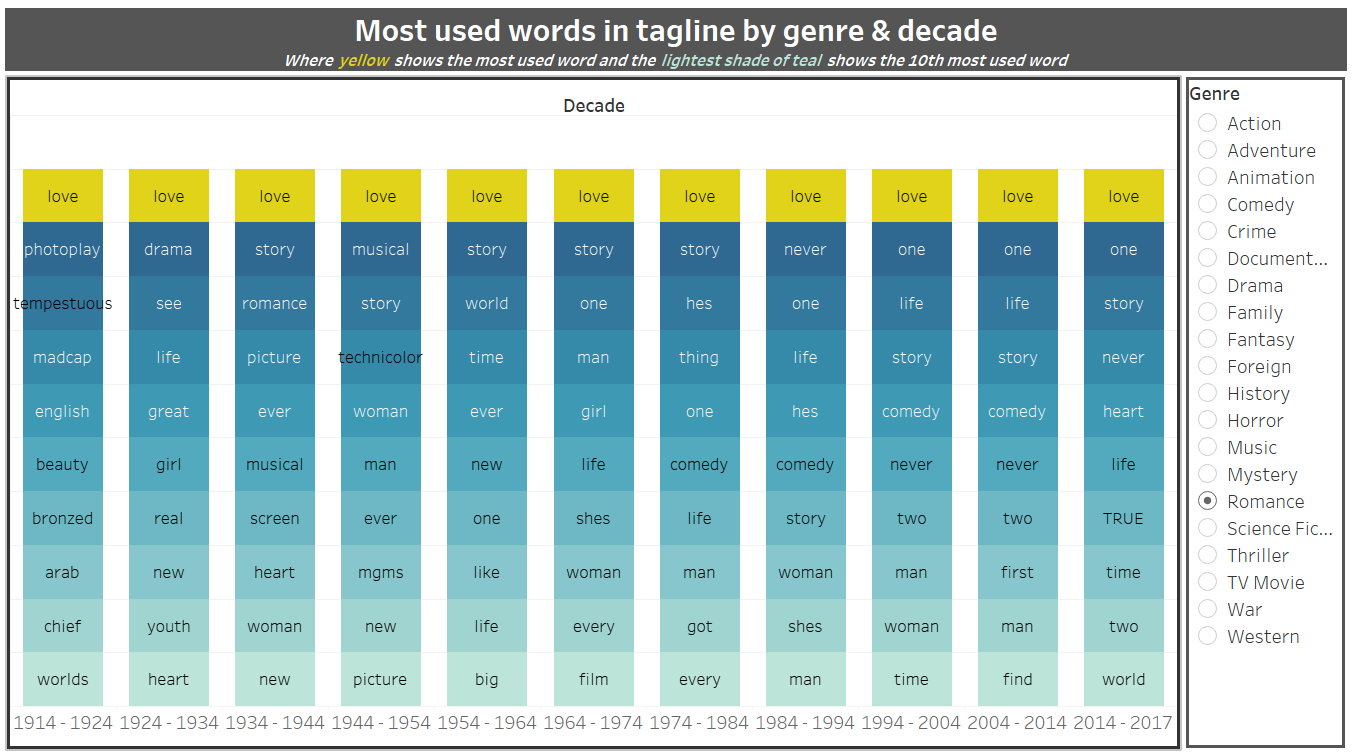 Most used words in tagline by genre & decade
Where yellow shows the most used word and the lightest shade of teal shows the 10th most used word
Decade
love love love love love love love love love love love
photoplay drama story musical story story story never one one one
tempestuous see romance story world one hes one life life story
madcap life picture technicolor time man thing life story story never
english great ever woman ever girl one hes comedy comedy heart
beauty girl musical man new life comedy comedy never never life
bronzed real screen ever one shes life story two two TRUE
arab new heart mgms like woman man woman man first time
chief youth woman new life every got shes woman man two
worlds heart new picture big film every man time find world
1914 - 1924 1924 - 1934 1934 - 1944 1944 - 1954 1954 - 1964 1964 - 1974 1974 - 1984 1984 - 1994 1994 - 2004 2004 - 2014 2014 - 2017
Genre
Action
Adventure
Animation
Comedy
Crime
Document...
Drama
Family
Fantasy
Foreign
History
Horror
Music
Mystery
Romance
Science Fic...
Thriller
TV Movie
War
Western